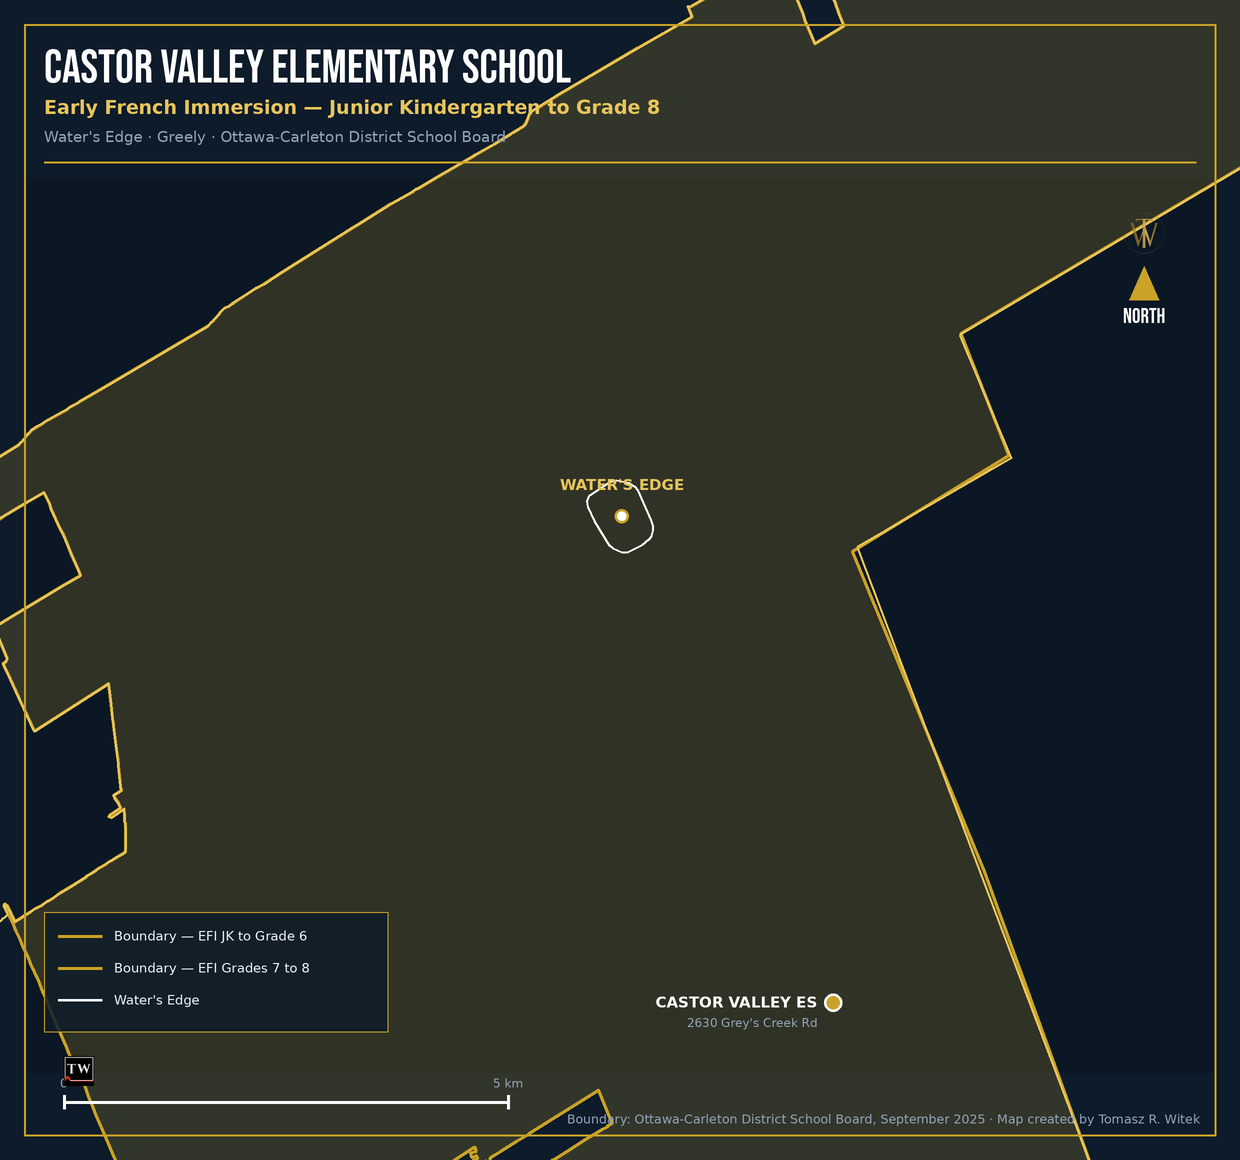 CASTOR VALLEY ELEMENTARY SCHOOL
Early French Immersion — Junior Kindergarten to Grade 8
Water's Edge · Greely · Ottawa-Carleton District School Board
TW
NORTH
WATER'S EDGE
Boundary — EFI JK to Grade 6
Boundary — EFI Grades 7 to 8
Water's Edge
CASTOR VALLEY ES
2630 Grey's Creek Rd
TW
0 5 km
Boundary: Ottawa-Carleton District School Board, September 2025 · Map created by Tomasz R. Witek